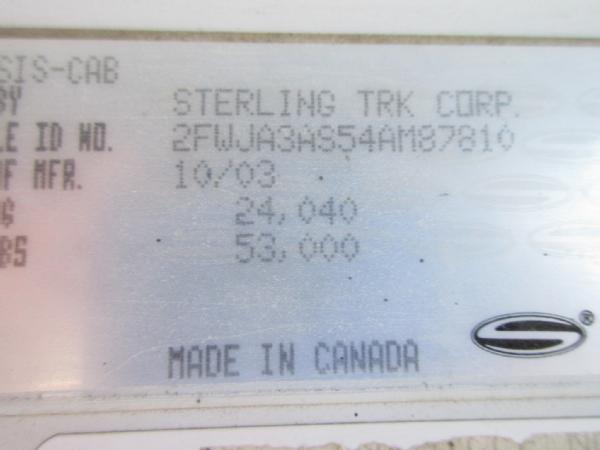 SIS-CAB
BY STERLING TRK CORP.
LE ID NO. 2FWJA3AS54AM87810
OF MFR. 10/03
24,040
BS 53,000
MADE IN CANADA
®